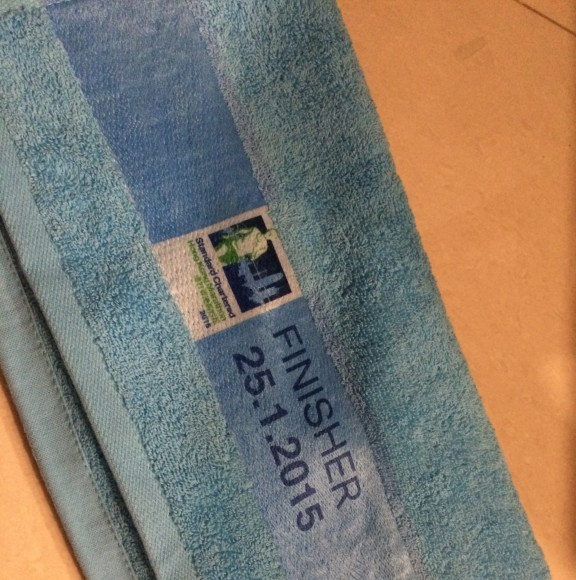 Standard Chartered
2015
FINISHER
25.1.2015